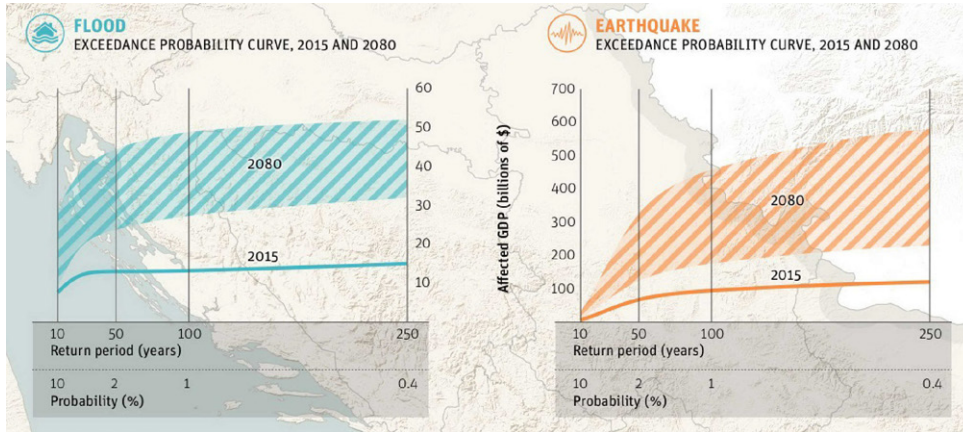 FLOOD
EXCEEDANCE PROBABILITY CURVE, 2015 AND 2080
60
50
40
30
20
10
2080
2015
10 50 100 250
Return period (years)
10 2 1 0.4
Probability (%)
EARTHQUAKE
EXCEEDANCE PROBABILITY CURVE, 2015 AND 2080
Affected GDP (billions of $)
700
600
500
400
300
200
100
2080
2015
10 50 100 250
Return period (years)
10 2 1 0.4
Probability (%)